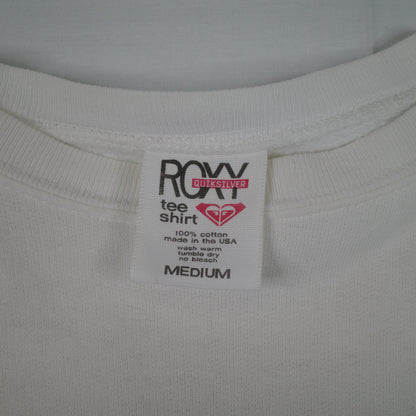 ROXY
QUIKSILVER
tee
shirt
100% cotton
made in the USA
wash warm
tumble dry
no bleach
MEDIUM